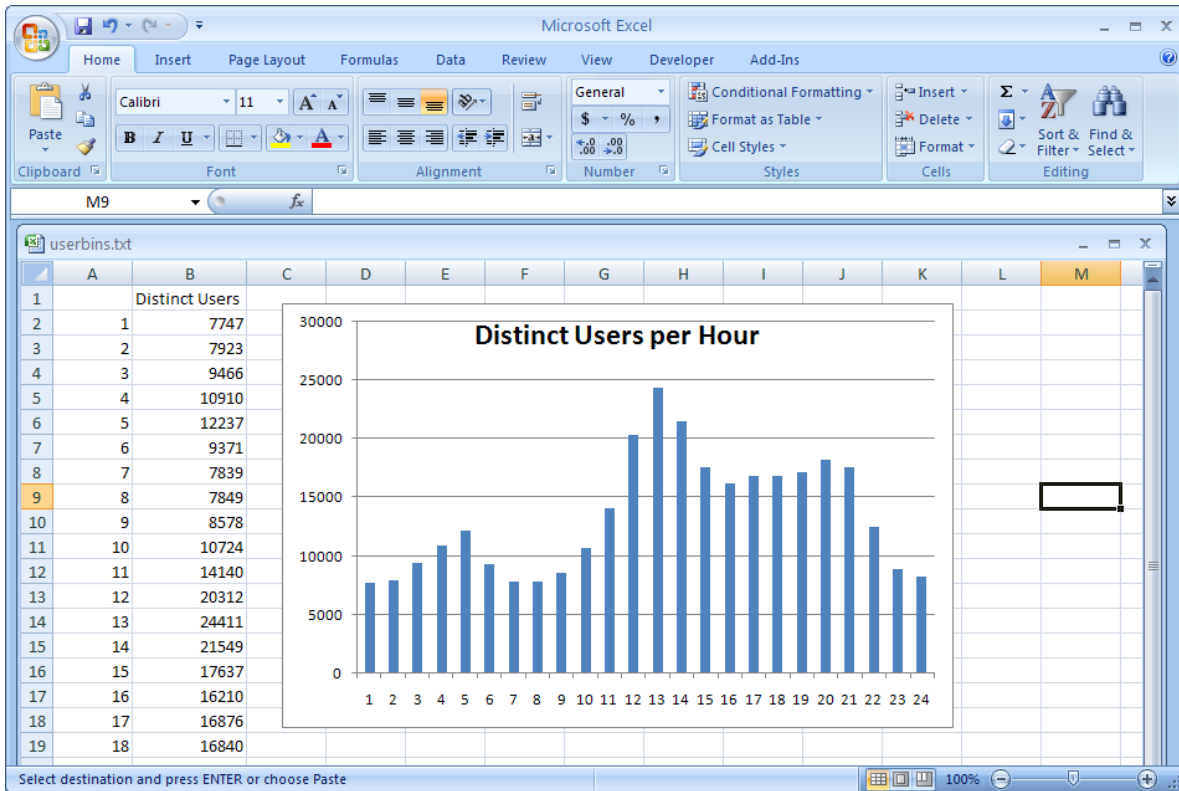 Microsoft Excel
Home Insert Page Layout Formulas Data Review View Developer Add-Ins
Paste
Clipboard
Calibri 11
B I U
Font
Alignment
General
$ % ,
Number
Conditional Formatting
Format as Table
Cell Styles
Styles
Insert
Delete
Format
Cells
Sort & Filter
Find & Select
Editing
M9 fx
userbins.txt
A B C D E F G H I J K L M
1 Distinct Users
2 1 7747
3 2 7923
4 3 9466
5 4 10910
6 5 12237
7 6 9371
8 7 7839
9 8 7849
10 9 8578
11 10 10724
12 11 14140
13 12 20312
14 13 24411
15 14 21549
16 15 17637
17 16 16210
18 17 16876
19 18 16840
Distinct Users per Hour
30000
25000
20000
15000
10000
5000
0
1 2 3 4 5 6 7 8 9 10 11 12 13 14 15 16 17 18 19 20 21 22 23 24
Select destination and press ENTER or choose Paste 100%